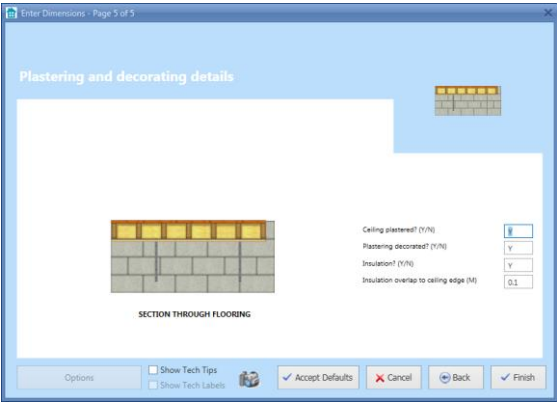 Enter Dimensions - Page 5 of 5
Plastering and decorating details
Ceiling plastered? (Y/N)
Plastering decorated? (Y/N) Y
Insulation? (Y/N) Y
Insulation overlap to ceiling edge (M) 0.1
SECTION THROUGH FLOORING
Options
Show Tech Tips
Show Tech Labels
Accept Defaults
Cancel
Back
Finish